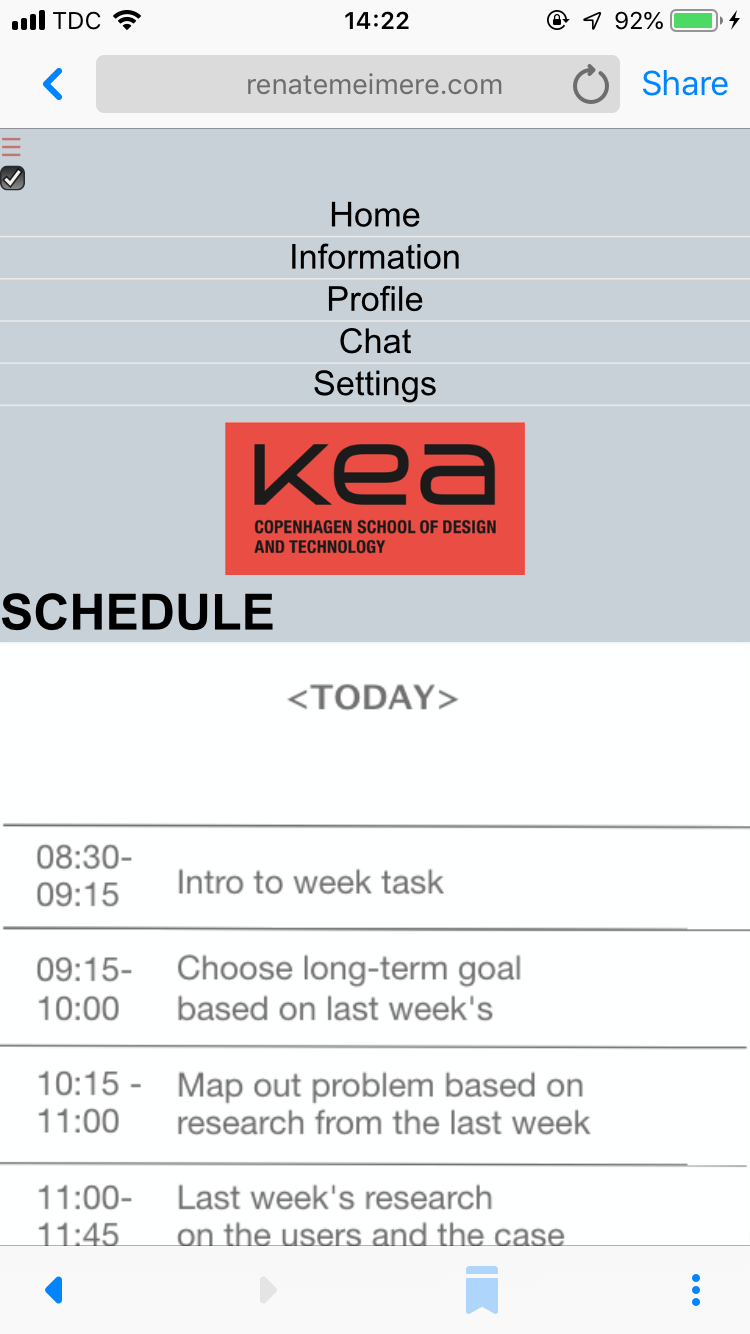 TDC 14:22 92%
renatemeimere.com Share
Home
Information
Profile
Chat
Settings
kea
COPENHAGEN SCHOOL OF DESIGN
AND TECHNOLOGY
SCHEDULE
<TODAY>
08:30-
09:15
Intro to week task
09:15-
10:00
Choose long-term goal
based on last week's
10:15 -
11:00
Map out problem based on
research from the last week
11:00-
11:45
Last week's research
on the users and the case